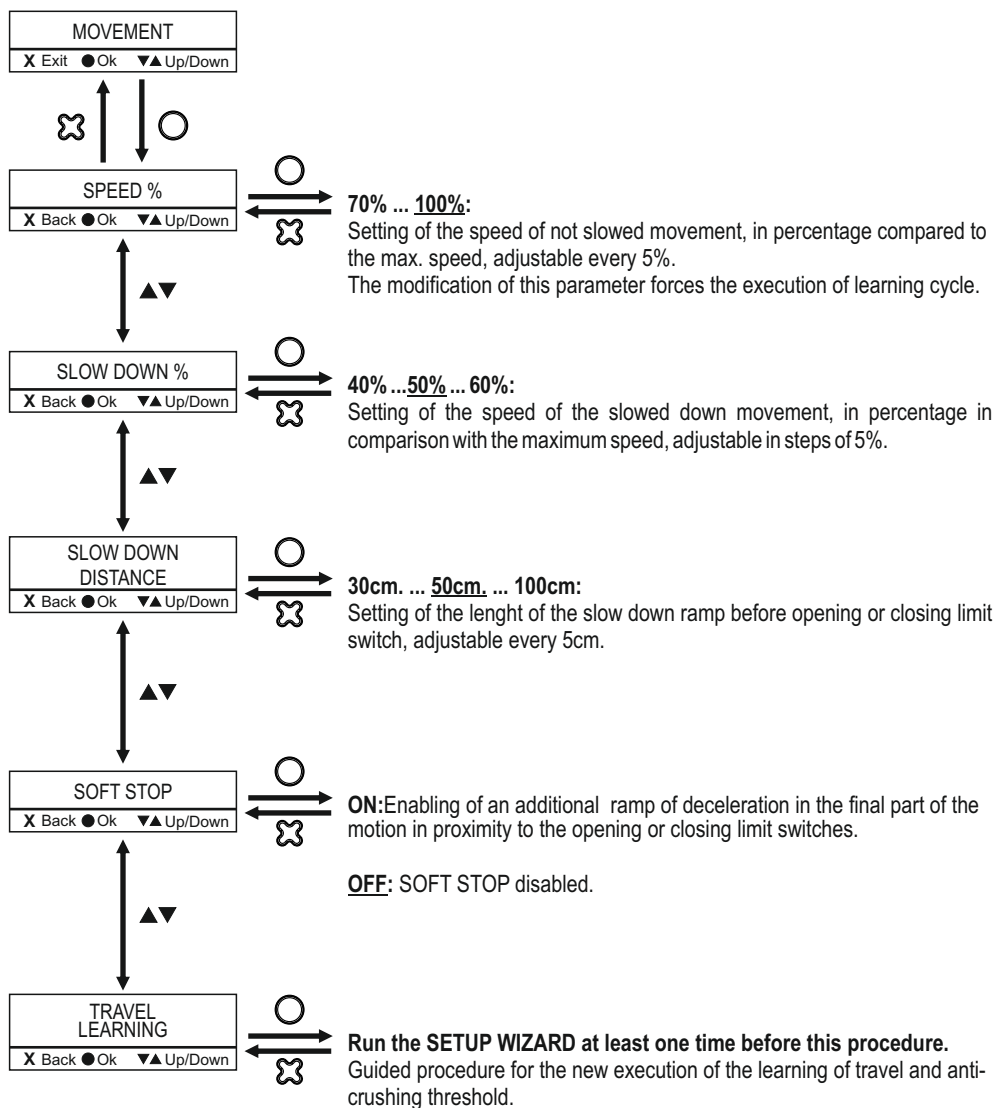 MOVEMENT
X Exit ●Ok ▼▲Up/Down
SPEED %
X Back ●Ok ▼▲Up/Down
70% ... 100%:
Setting of the speed of not slowed movement, in percentage compared to
the max. speed, adjustable every 5%.
The modification of this parameter forces the execution of learning cycle.
▲▼
SLOW DOWN %
X Back ●Ok ▼▲Up/Down
40% ...50% ... 60%:
Setting of the speed of the slowed down movement, in percentage in
comparison with the maximum speed, adjustable in steps of 5%.
▲▼
SLOW DOWN
DISTANCE
X Back ●Ok ▼▲Up/Down
30cm. ... 50cm. ... 100cm:
Setting of the lenght of the slow down ramp before opening or closing limit
switch, adjustable every 5cm.
▲▼
SOFT STOP
X Back ●Ok ▼▲Up/Down
ON:Enabling of an additional ramp of deceleration in the final part of the
motion in proximity to the opening or closing limit switches.
OFF: SOFT STOP disabled.
▲▼
TRAVEL
LEARNING
X Back ●Ok ▼▲Up/Down
Run the SETUP WIZARD at least one time before this procedure.
Guided procedure for the new execution of the learning of travel and anti-
crushing threshold.